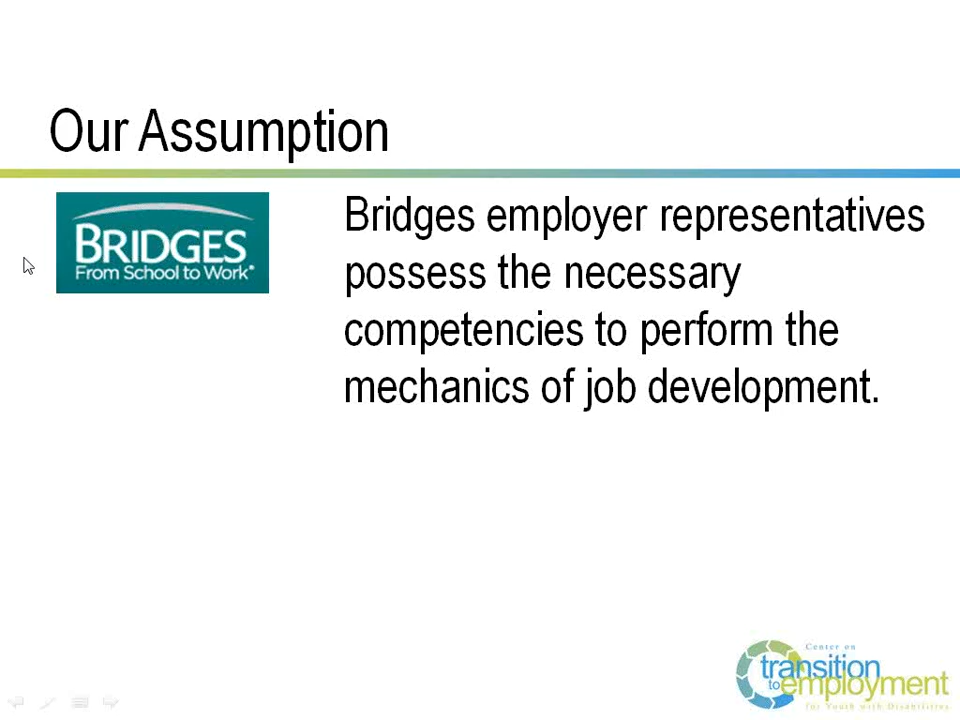 Our Assumption
BRIDGES
From School to Work®
Bridges employer representatives
possess the necessary
competencies to perform the
mechanics of job development.
Center on
transition
to employment
for Youth with Disabilities